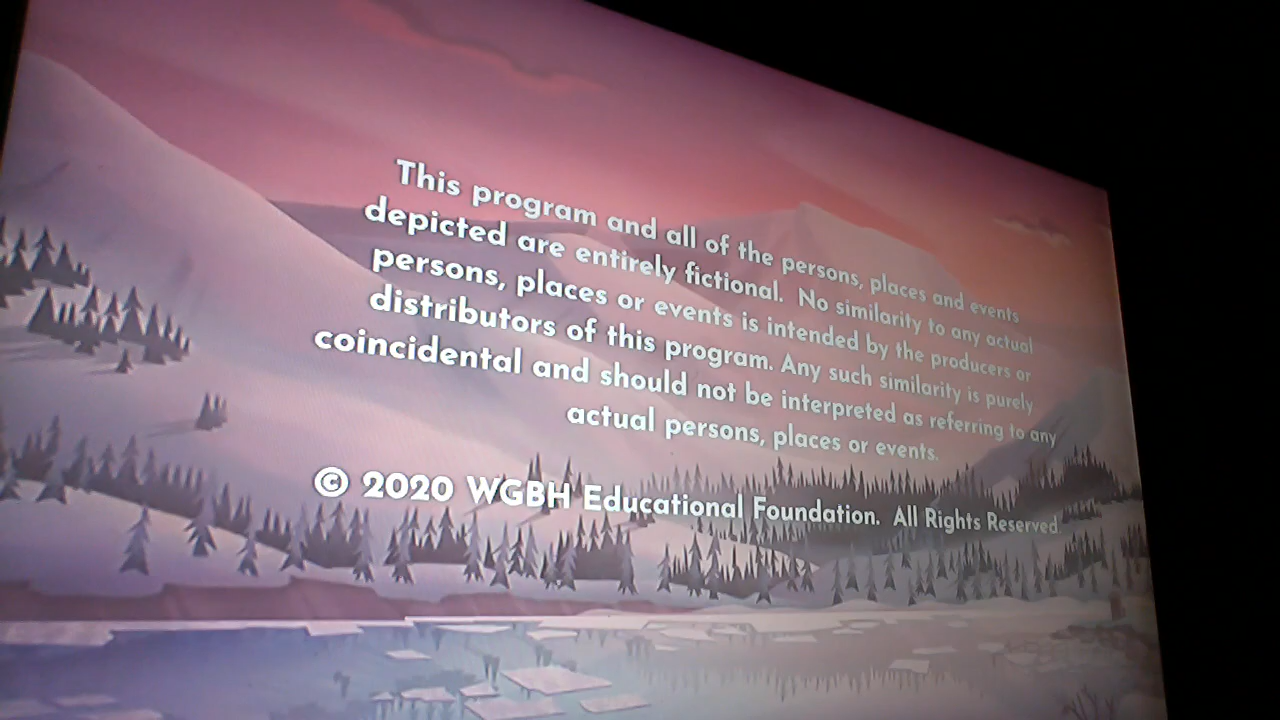 This program and all of the persons, places and events
depicted are entirely fictional. No similarity to any actual
persons, places or events is intended by the producers or
distributors of this program. Any such similarity is purely
coincidental and should not be interpreted as referring to any
actual persons, places or events.
© 2020 WGBH Educational Foundation. All Rights Reserved.